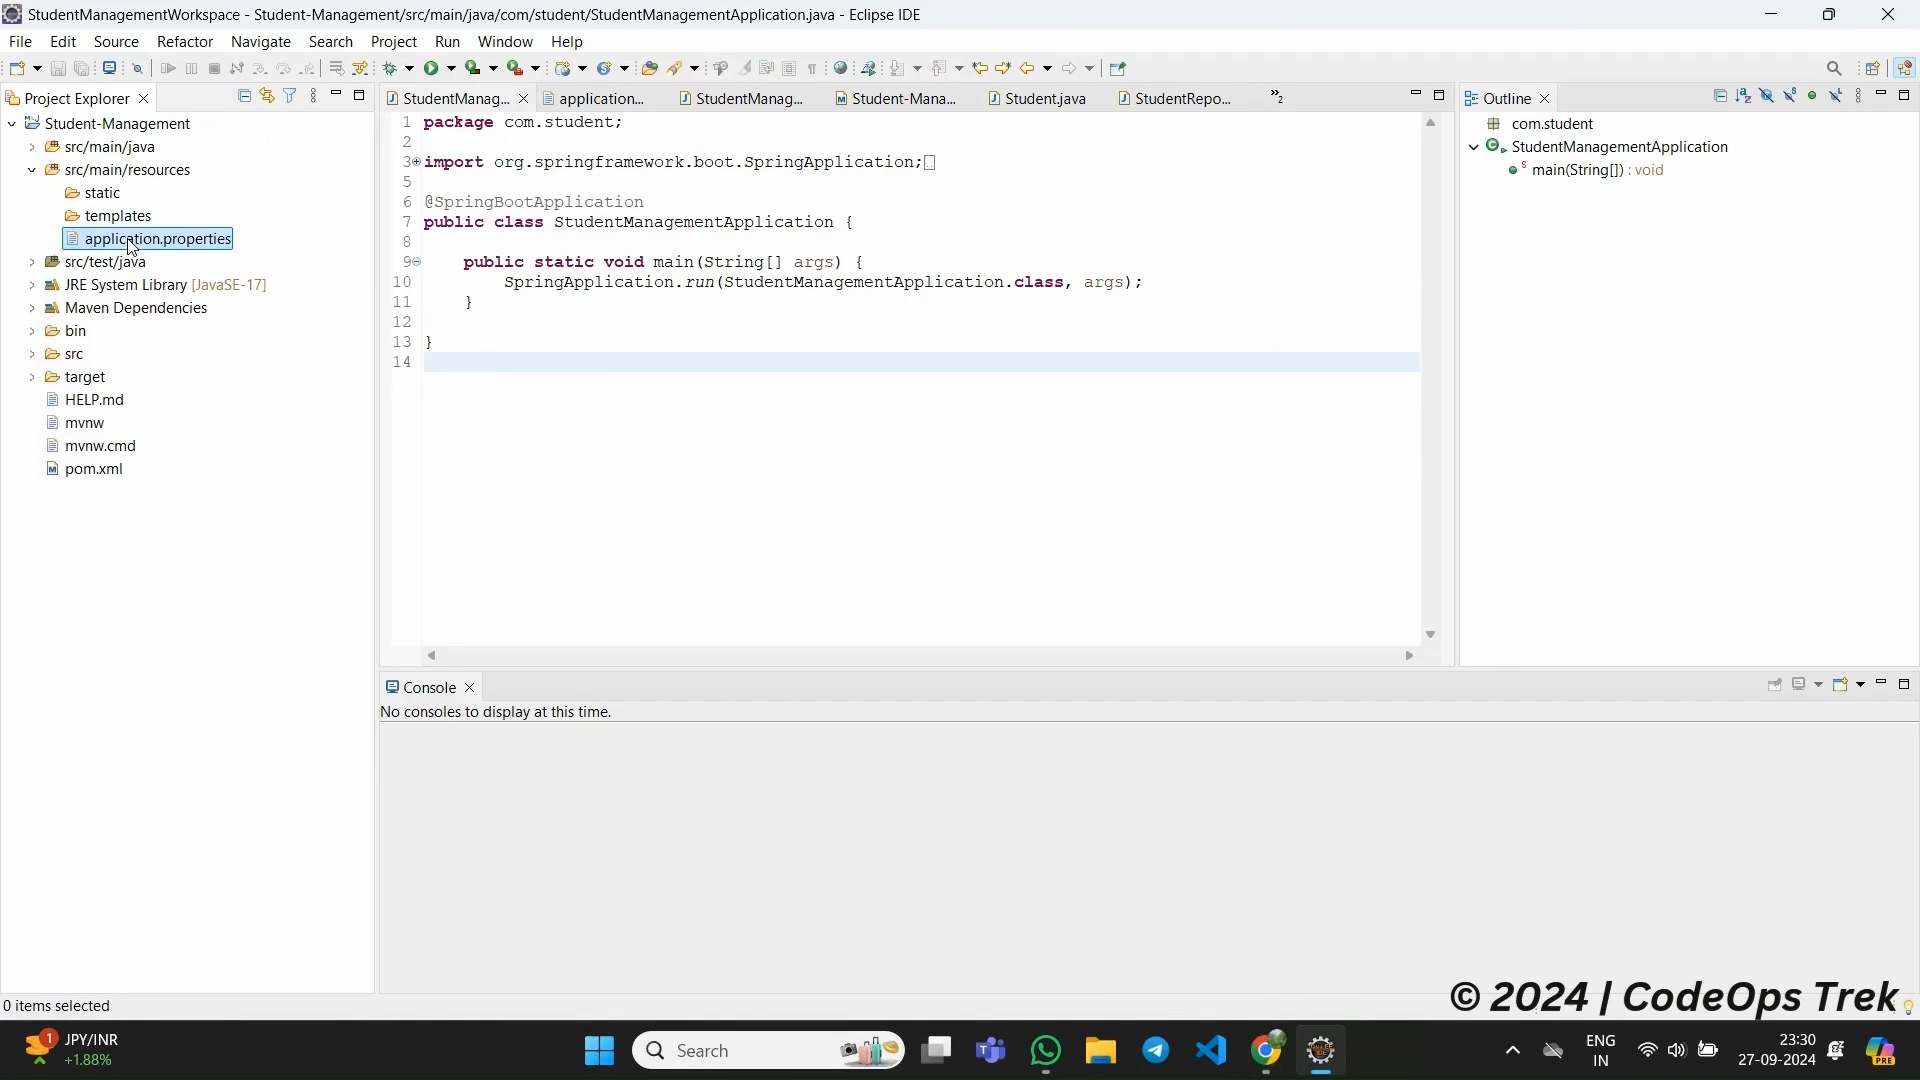 StudentManagementWorkspace - Student-Management/src/main/java/com/student/StudentManagementApplication.java - Eclipse IDE
File Edit Source Refactor Navigate Search Project Run Window Help
Project Explorer
Student-Management
src/main/java
src/main/resources
static
templates
application.properties
src/test/java
JRE System Library [JavaSE-17]
Maven Dependencies
bin
src
target
HELP.md
mvnw
mvnw.cmd
pom.xml
StudentManag... application... StudentManag... Student-Mana... Student.java StudentRepo... 2
1 package com.student;
2
3 import org.springframework.boot.SpringApplication;
5
6 @SpringBootApplication
7 public class StudentManagementApplication {
8
9 public static void main(String[] args) {
10 SpringApplication.run(StudentManagementApplication.class, args);
11 }
12
13 }
14
Outline
com.student
StudentManagementApplication
main(String[]) : void
Console
No consoles to display at this time.
0 items selected
© 2024 | CodeOps Trek
1
JPY/INR
+1.88%
Search
ENG
IN
23:30
27-09-2024
PRE